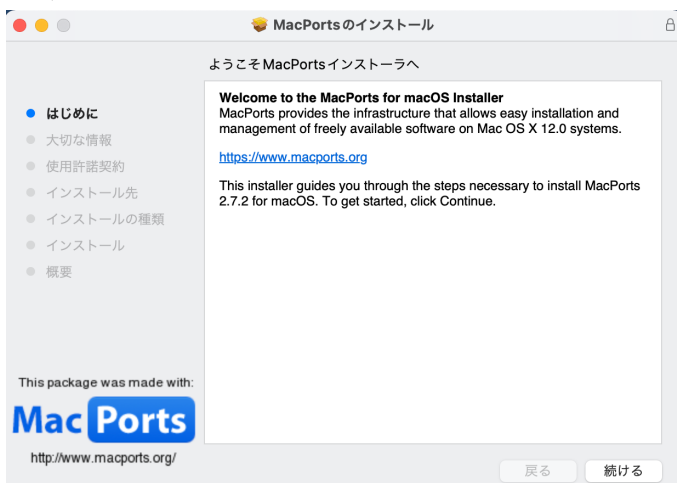 MacPortsのインストール
ようこそMacPortsインストーラへ
はじめに
大切な情報
使用許諾契約
インストール先
インストールの種類
インストール
概要
Welcome to the MacPorts for macOS Installer
MacPorts provides the infrastructure that allows easy installation and
management of freely available software on Mac OS X 12.0 systems.
https://www.macports.org
This installer guides you through the steps necessary to install MacPorts
2.7.2 for macOS. To get started, click Continue.
This package was made with:
Mac Ports
http://www.macports.org/
戻る
続ける